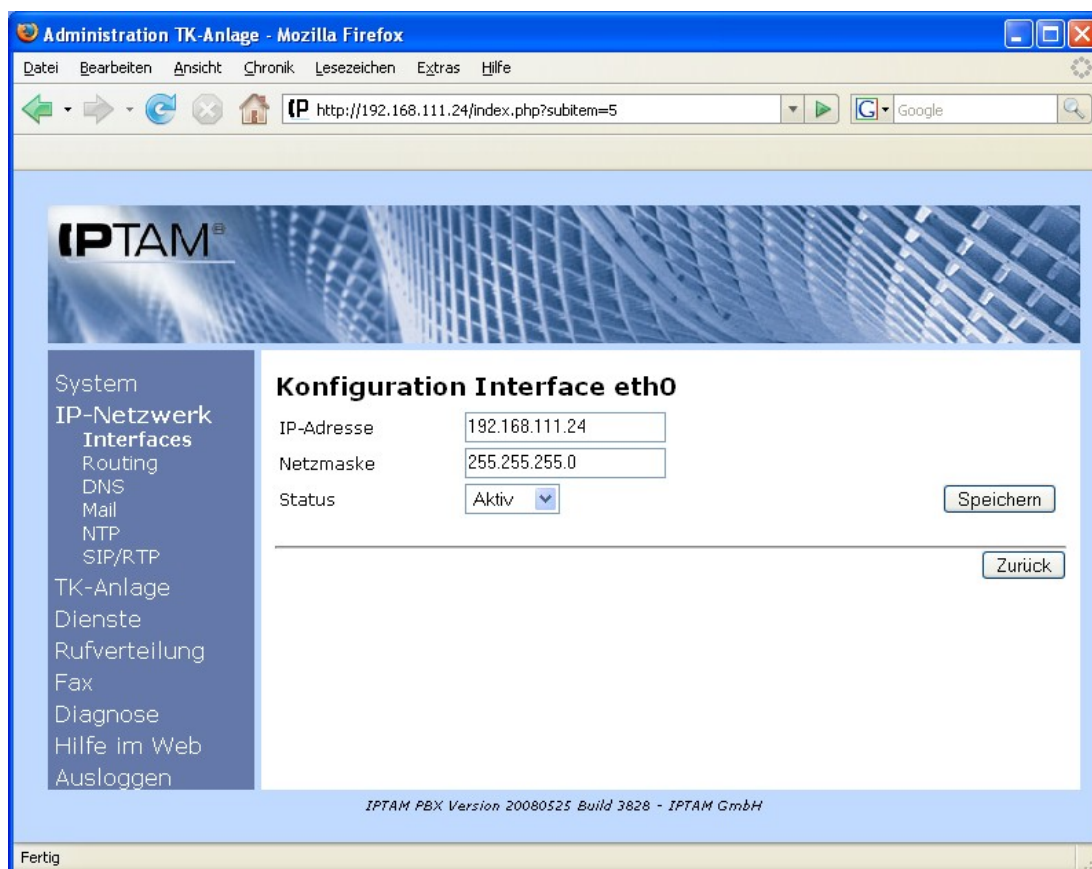 Administration TK-Anlage - Mozilla Firefox
Datei Bearbeiten Ansicht Chronik Lesezeichen Extras Hilfe
http://192.168.111.24/index.php?subitem=5
G Google
IPTAM®
System
IP-Netzwerk
Interfaces
Routing
DNS
Mail
NTP
SIP/RTP
TK-Anlage
Dienste
Rufverteilung
Fax
Diagnose
Hilfe im Web
Ausloggen
Konfiguration Interface eth0
IP-Adresse 192.168.111.24
Netzmaske 255.255.255.0
Status Aktiv Speichern
Zurück
IPTAM PBX Version 20080525 Build 3828 - IPTAM GmbH
Fertig